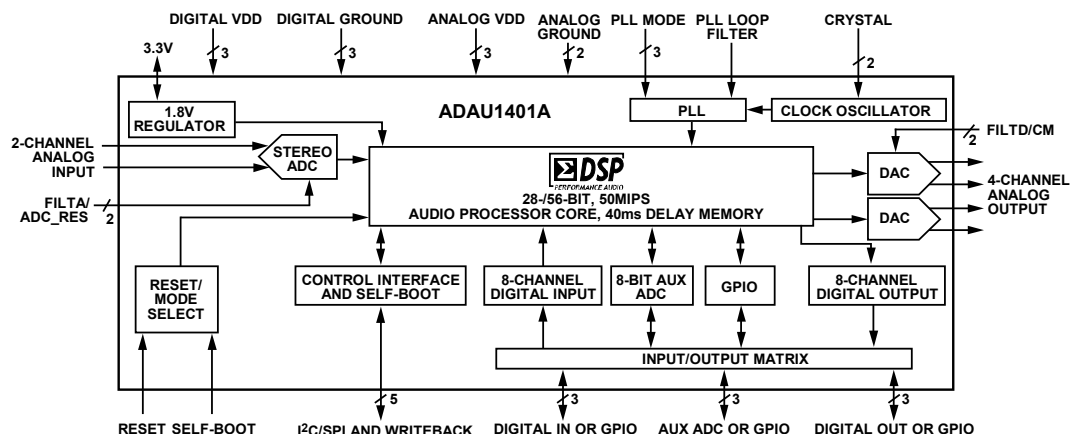 DIGITAL VDD
DIGITAL GROUND
ANALOG VDD
ANALOG
GROUND
PLL MODE
PLL LOOP
FILTER
CRYSTAL
3.3V
3
3
3
2
3
2
ADAU1401A
1.8V
REGULATOR
PLL
CLOCK OSCILLATOR
2-CHANNEL
ANALOG
INPUT
STEREO
ADC
FILTA/
ADC_RES
2
DSP
PERFORMANCE AUDIO
28-/56-BIT, 50MIPS
AUDIO PROCESSOR CORE, 40ms DELAY MEMORY
FILTD/CM
2
DAC
DAC
4-CHANNEL
ANALOG
OUTPUT
RESET/
MODE
SELECT
CONTROL INTERFACE
AND SELF-BOOT
8-CHANNEL
DIGITAL INPUT
8-BIT AUX
ADC
GPIO
8-CHANNEL
DIGITAL OUTPUT
INPUT/OUTPUT MATRIX
5
3
3
3
RESET SELF-BOOT
I²C/SPI AND WRITEBACK
DIGITAL IN OR GPIO
AUX ADC OR GPIO
DIGITAL OUT OR GPIO